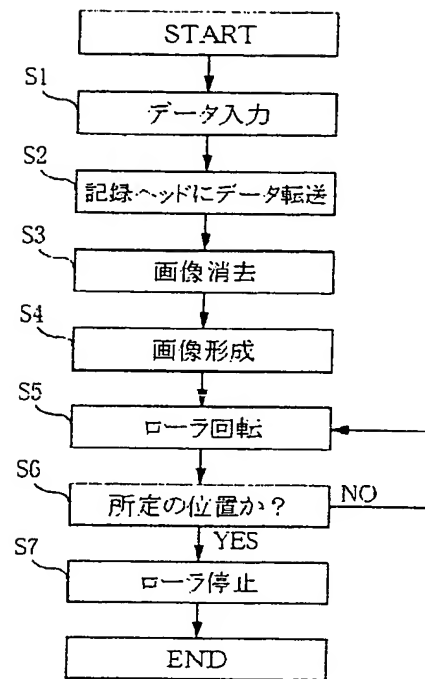 START
S1
データ入力
S2
記録ヘッドにデータ転送
S3
画像消去
S4
画像形成
S5
ローラ回転
S6
所定の位置か?
NO
YES
S7
ローラ停止
END